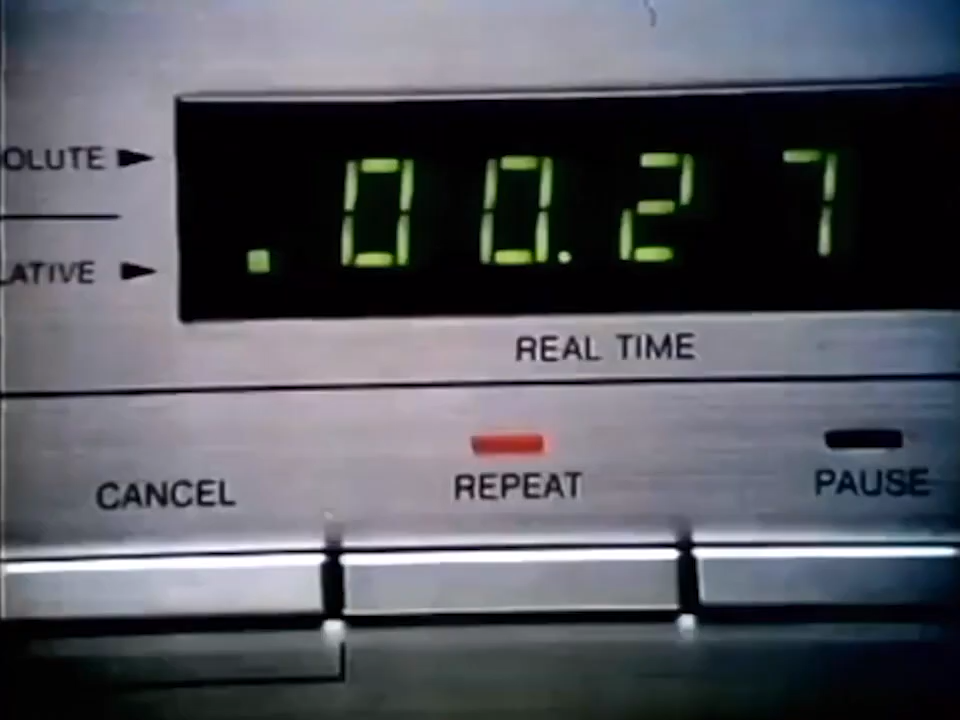 OLUTE
.00.27
LATIVE
REAL TIME
CANCEL REPEAT PAUSE